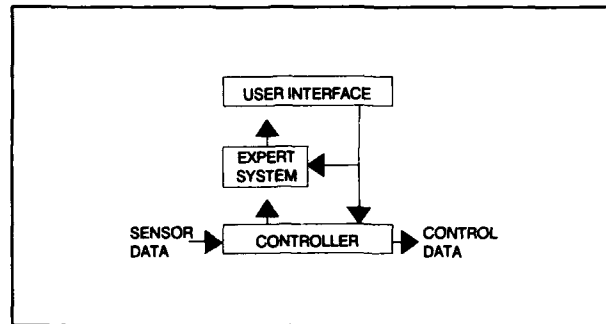 USER INTERFACE
EXPERT
SYSTEM
SENSOR
DATA
CONTROLLER
CONTROL
DATA